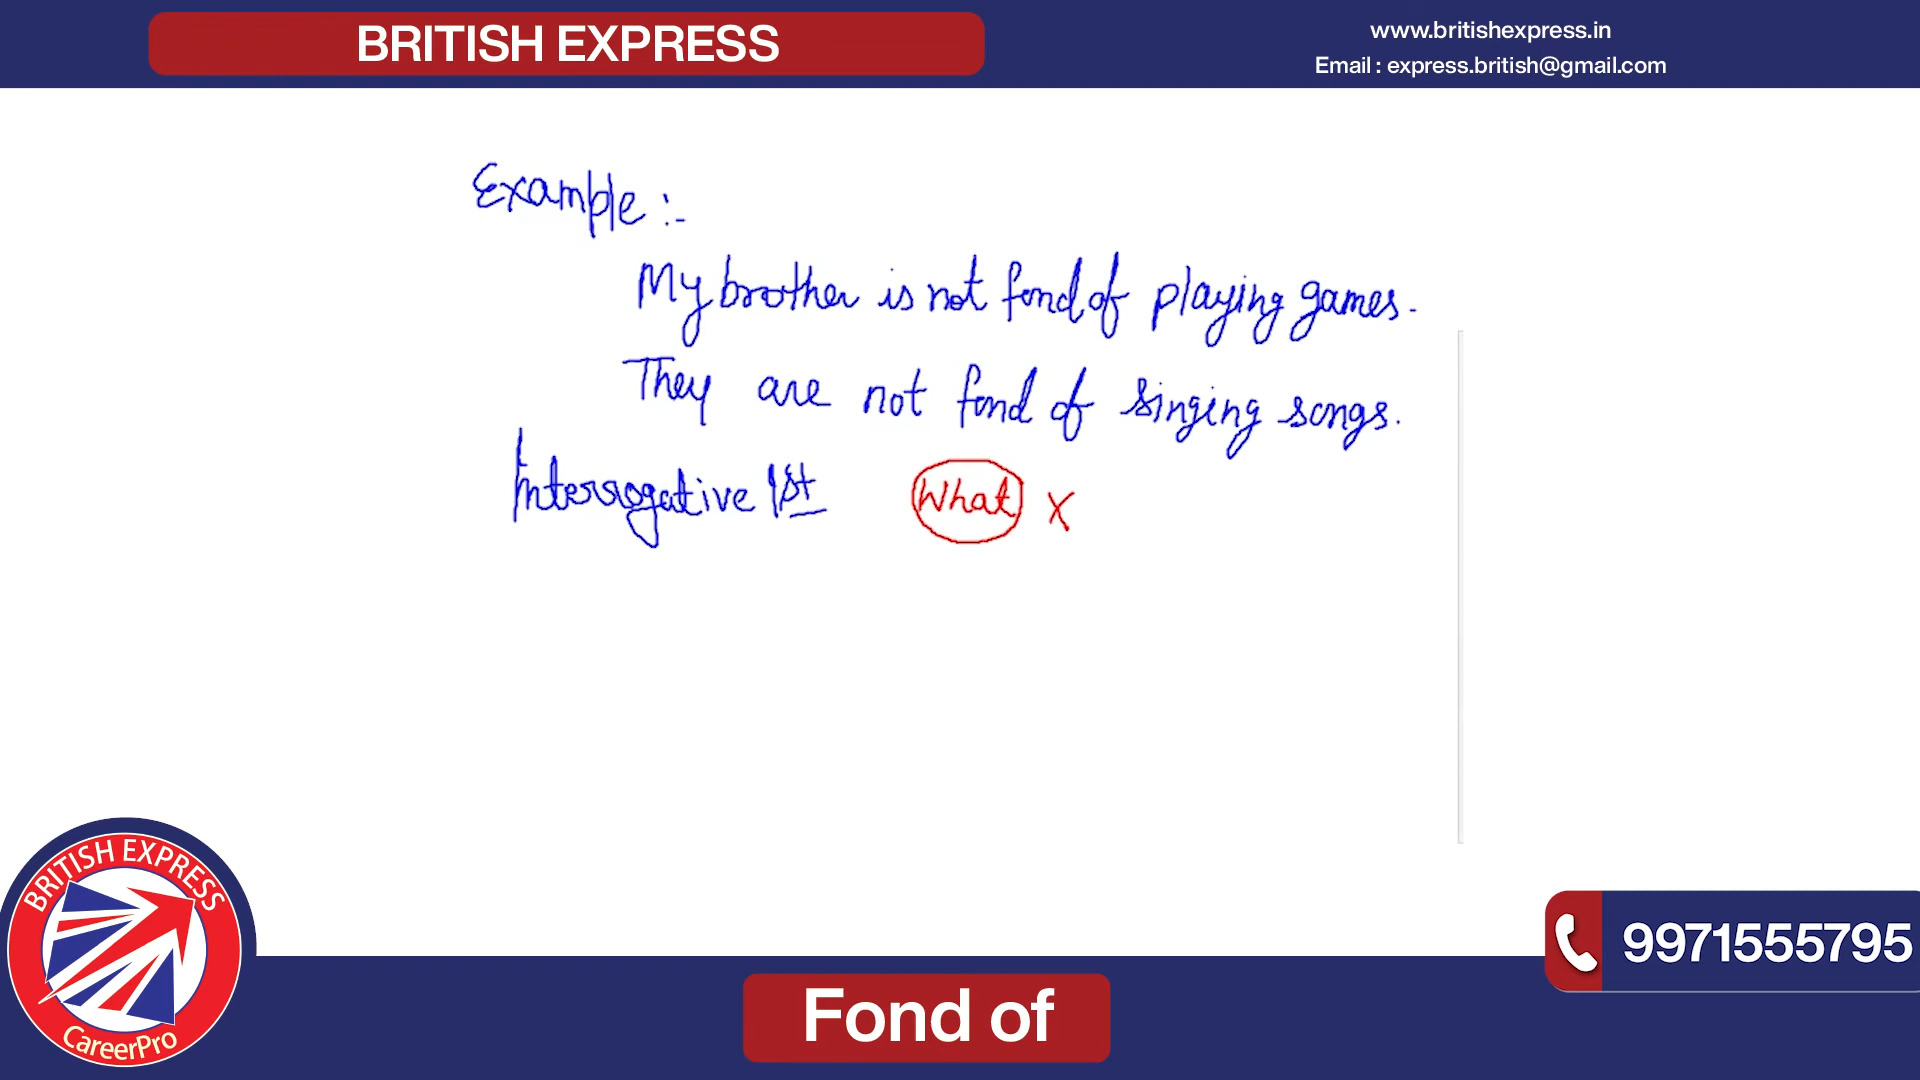 BRITISH EXPRESS
www.britishexpress.in
Email : express.british@gmail.com
Example :-
My brother is not fond of playing games.
They are not fond of singing songs.
Interrogative 1st What X
BRITISH EXPRESS
CareerPro
9971555795
Fond of